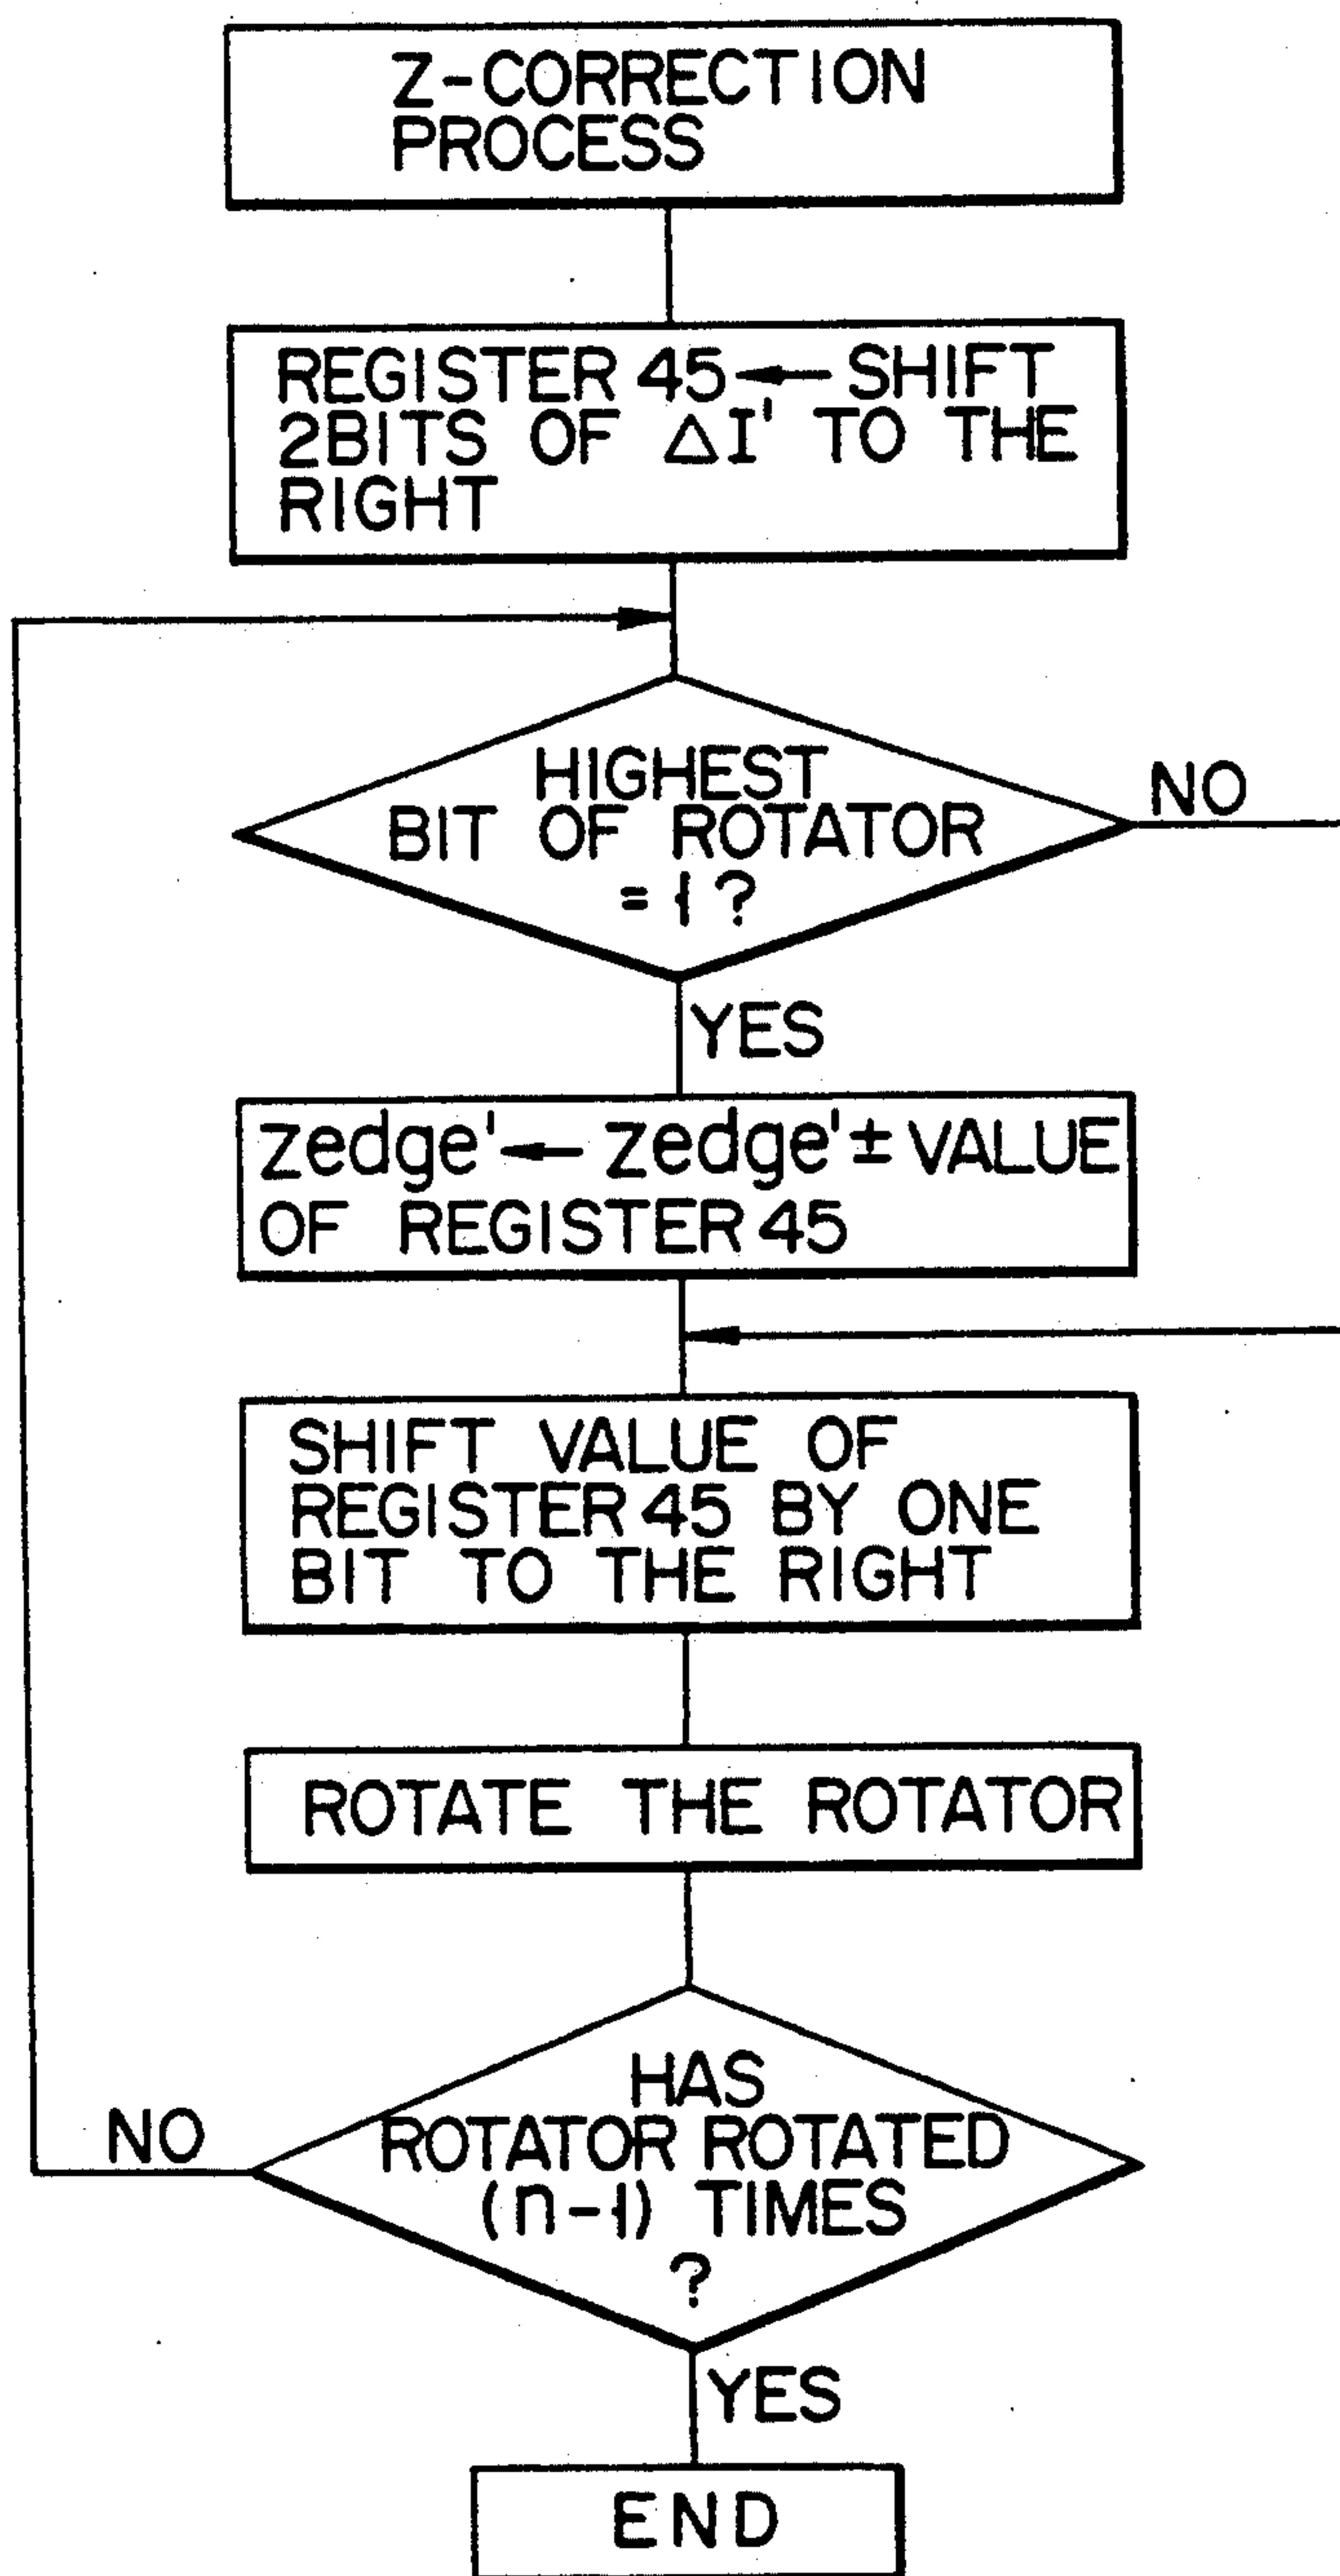 Z-CORRECTION
PROCESS
REGISTER 45 ← SHIFT
2BITS OF ΔI' TO THE
RIGHT
HIGHEST
BIT OF ROTATOR
= 1 ?
NO
YES
Zedge' ← Zedge' ± VALUE
OF REGISTER 45
SHIFT VALUE OF
REGISTER 45 BY ONE
BIT TO THE RIGHT
ROTATE THE ROTATOR
HAS
ROTATOR ROTATED
(n-1) TIMES
?
NO
YES
END